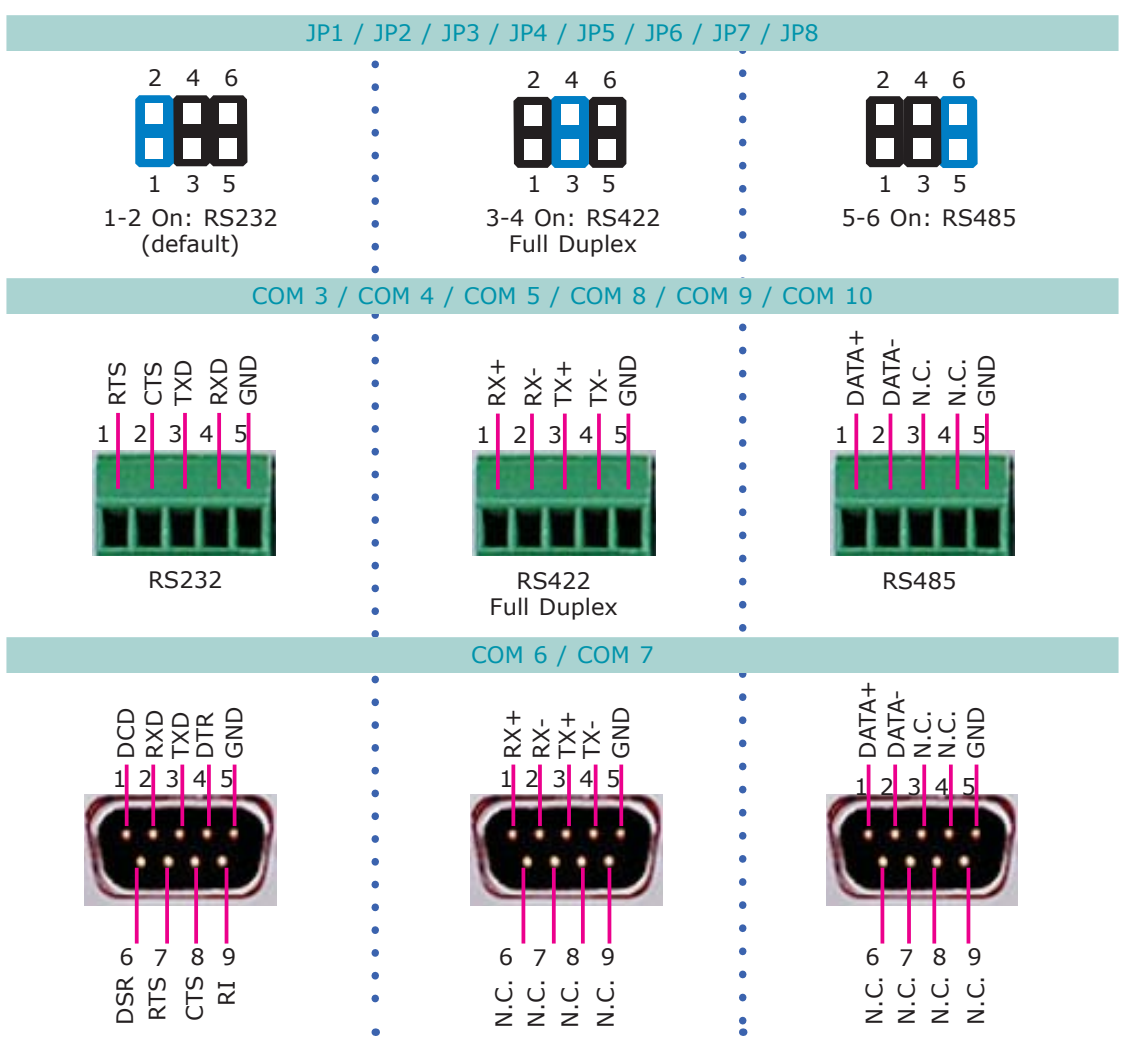 JP1 / JP2 / JP3 / JP4 / JP5 / JP6 / JP7 / JP8
2 4 6
1 3 5
1-2 On: RS232
(default)
2 4 6
1 3 5
3-4 On: RS422
Full Duplex
2 4 6
1 3 5
5-6 On: RS485
COM 3 / COM 4 / COM 5 / COM 8 / COM 9 / COM 10
RTS CTS TXD RXD GND
1 2 3 4 5
RS232
RX+ RX- TX+ TX- GND
1 2 3 4 5
RS422
Full Duplex
DATA+ DATA- N.C. N.C. GND
1 2 3 4 5
RS485
COM 6 / COM 7
DCD RXD TXD DTR GND
1 2 3 4 5
6 7 8 9
DSR RTS CTS RI
RX+ RX- TX+ TX- GND
1 2 3 4 5
6 7 8 9
N.C. N.C. N.C. N.C.
DATA+ DATA- N.C. N.C. GND
1 2 3 4 5
6 7 8 9
N.C. N.C. N.C. N.C.